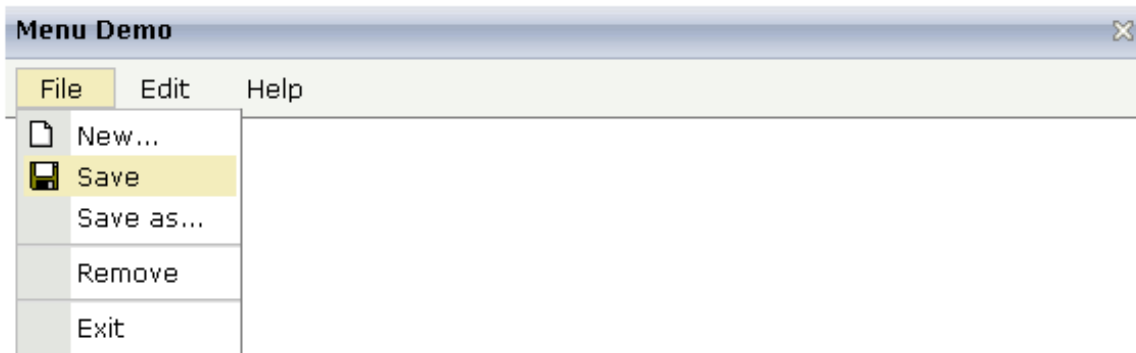 Menu Demo
File Edit Help
New...
Save
Save as...
Remove
Exit